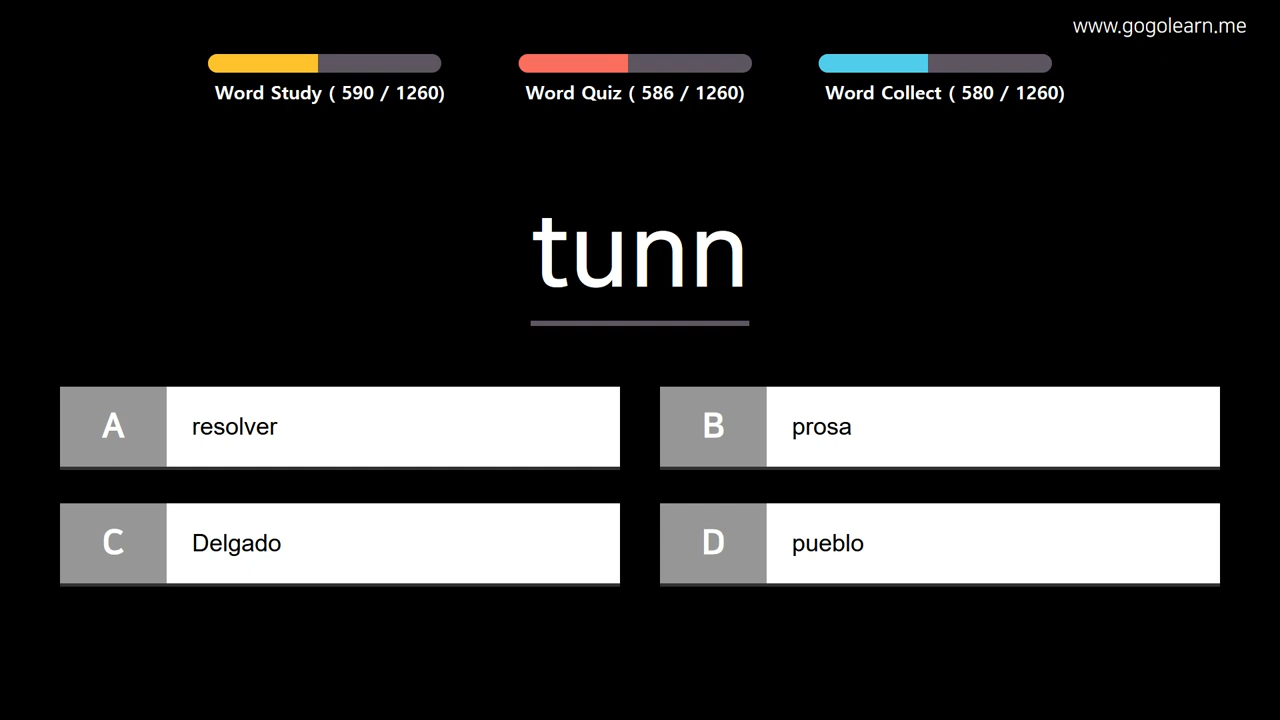 www.gogolearn.me
Word Study ( 590 / 1260)
Word Quiz ( 586 / 1260)
Word Collect ( 580 / 1260)
tunn
A resolver
B prosa
C Delgado
D pueblo